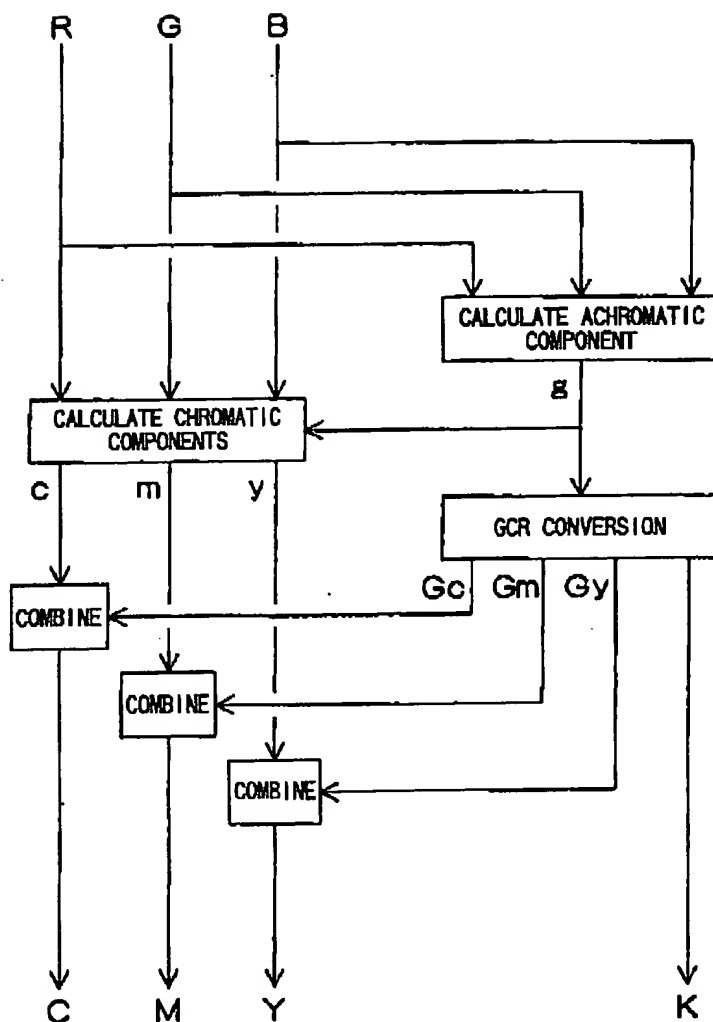 R G B
CALCULATE ACHROMATIC
COMPONENT
g
CALCULATE CHROMATIC
COMPONENTS
c m y
GCR CONVERSION
Gc Gm Gy
COMBINE
COMBINE
COMBINE
C M Y K